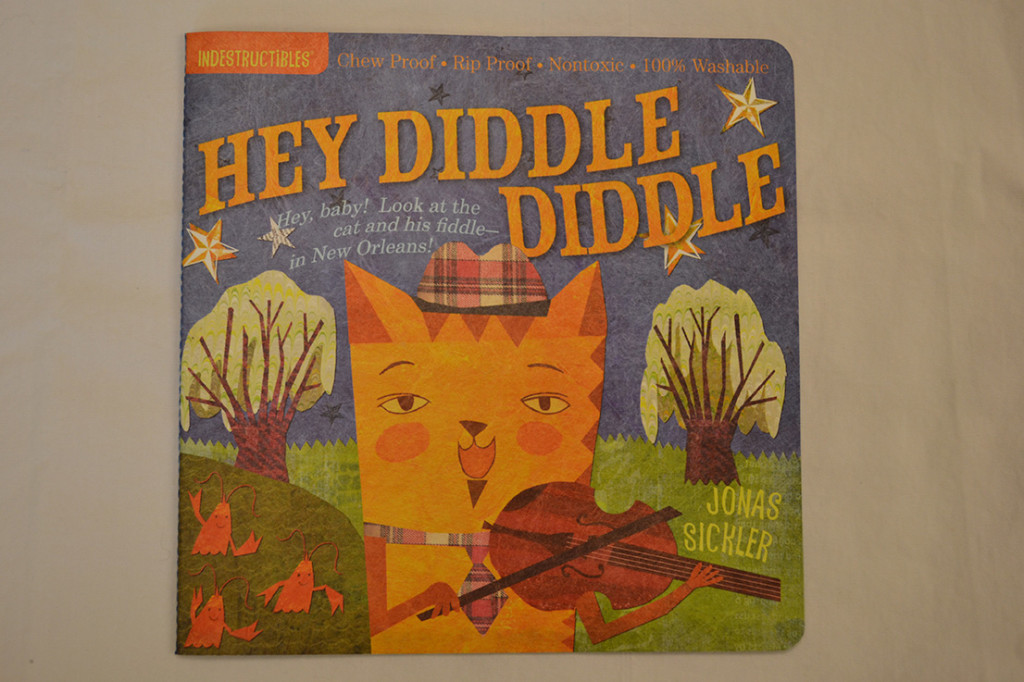 INDESTRUCTIBLES
Chew Proof • Rip Proof • Nontoxic • 100% Washable
HEY DIDDLE
DIDDLE
Hey, baby! Look at the
cat and his fiddle—
in New Orleans!
JONAS
SICKLER